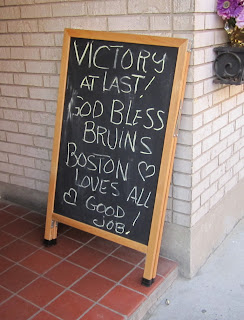 VICTORY
AT LAST!
GOD BLESS
BRUINS
BOSTON
LOVES ALL
GOOD
JOB!